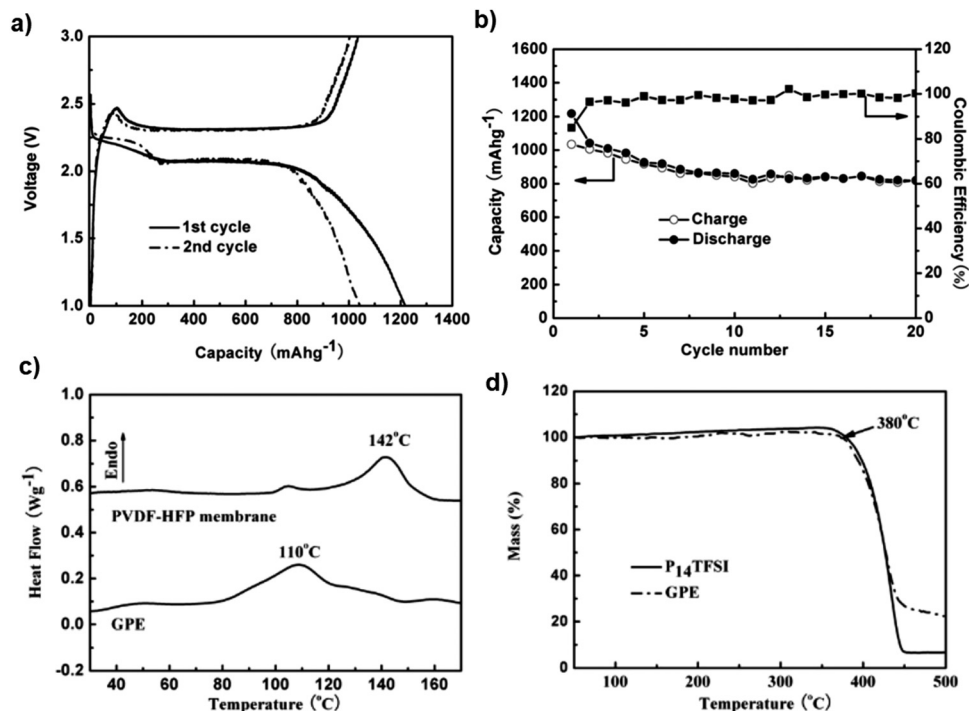 a)
3.0
2.5
2.0
1.5
1.0
Voltage (V)
1st cycle
2nd cycle
0 200 400 600 800 1000 1200 1400
Capacity (mAhg-1)
b)
1600
1400
1200
1000
800
600
400
200
0
Capacity (mAhg-1)
120
100
80
60
40
20
0
Coulombic Efficiency (%)
Charge
Discharge
0 5 10 15 20
Cycle number
c)
1.0
0.8
0.6
0.4
0.2
0.0
-0.2
Heat Flow (Wg-1)
Endo
142°C
PVDF-HFP membrane
110°C
GPE
40 60 80 100 120 140 160
Temperature (°C)
d)
120
100
80
60
40
20
0
Mass (%)
380°C
P14TFSI
GPE
100 200 300 400 500
Temperature (°C)